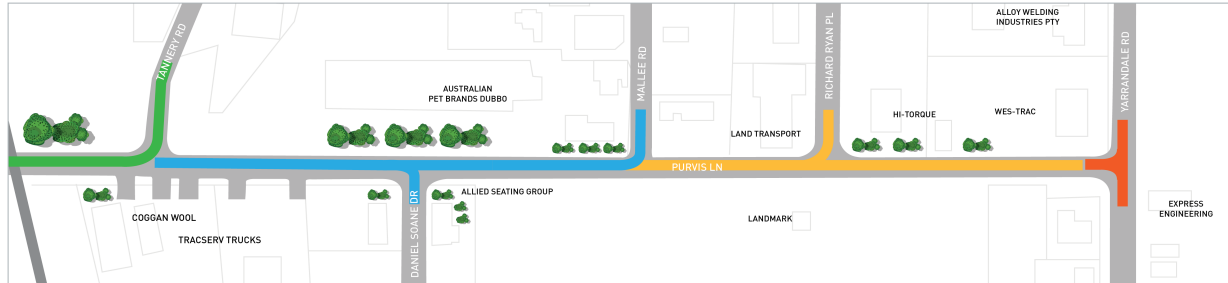 TANNERY RD
AUSTRALIAN
PET BRANDS DUBBO
MALLEE RD
LAND TRANSPORT
RICHARD RYAN PL
HI-TORQUE
ALLOY WELDING
INDUSTRIES PTY
WES-TRAC
YARRANDALE RD
PURVIS LN
COGGAN WOOL
TRACSERV TRUCKS
DANIEL SOANE DR
ALLIED SEATING GROUP
LANDMARK
EXPRESS
ENGINEERING